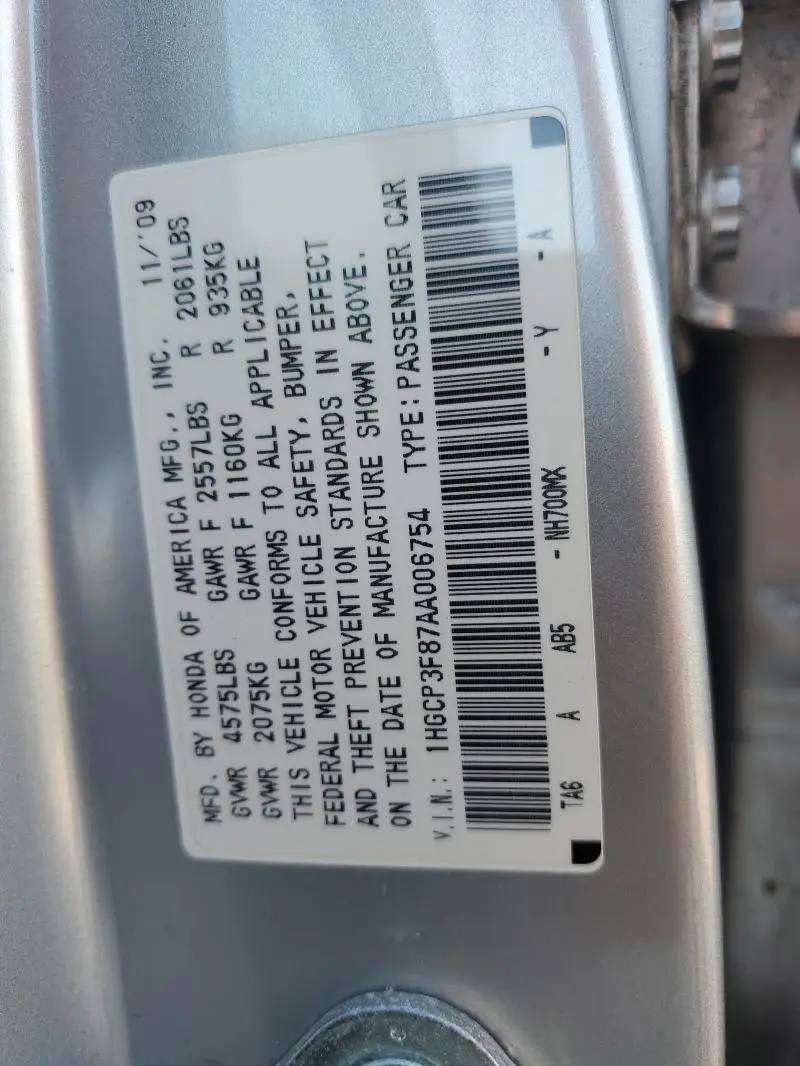 MFD. BY HONDA OF AMERICA MFG., INC. 11/'09
GVWR 4575LBS GAWR F 2557LBS R 2061LBS
GVWR 2075KG GAWR F 1160KG R 935KG
THIS VEHICLE CONFORMS TO ALL APPLICABLE
FEDERAL MOTOR VEHICLE SAFETY, BUMPER,
AND THEFT PREVENTION STANDARDS IN EFFECT
ON THE DATE OF MANUFACTURE SHOWN ABOVE.
V.I.N.: 1HGCP3F87AA006754 TYPE:PASSENGER CAR
TA6 A AB5 - NH700MX - Y - A